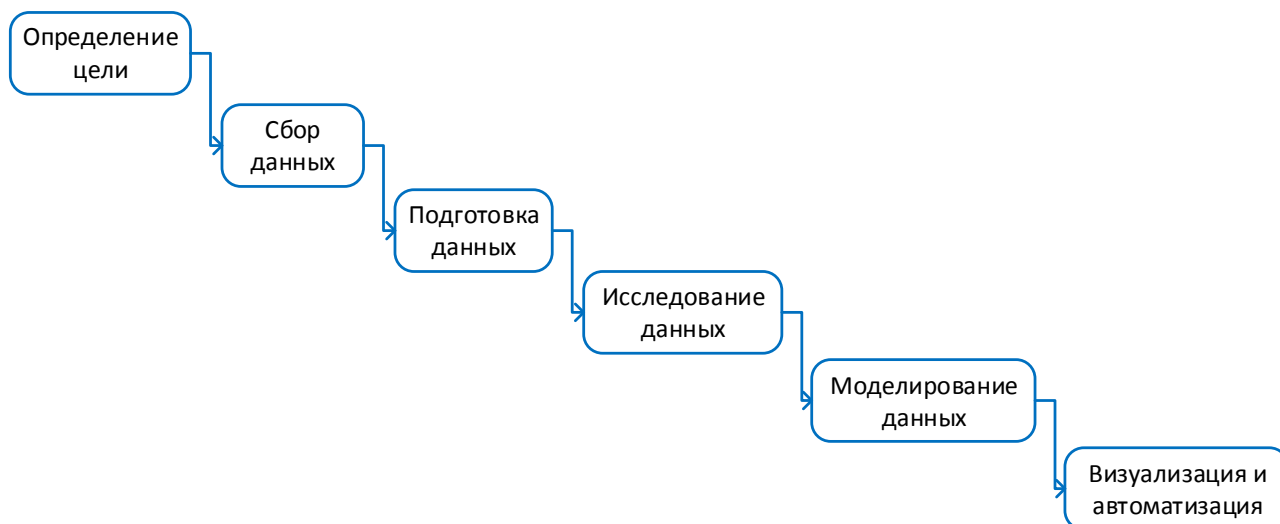 Определение
цели
Сбор
данных
Подготовка
данных
Исследование
данных
Моделирование
данных
Визуализация и
автоматизация